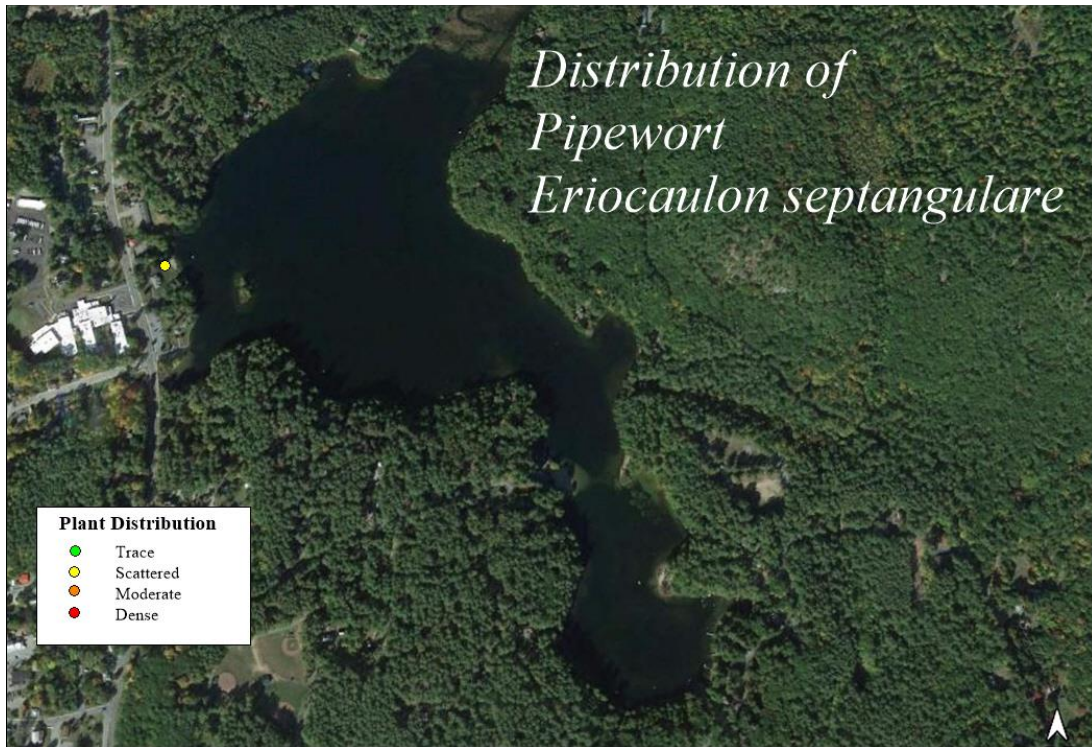 Distribution of
Pipewort
Eriocaulon septangulare
Plant Distribution
Trace
Scattered
Moderate
Dense